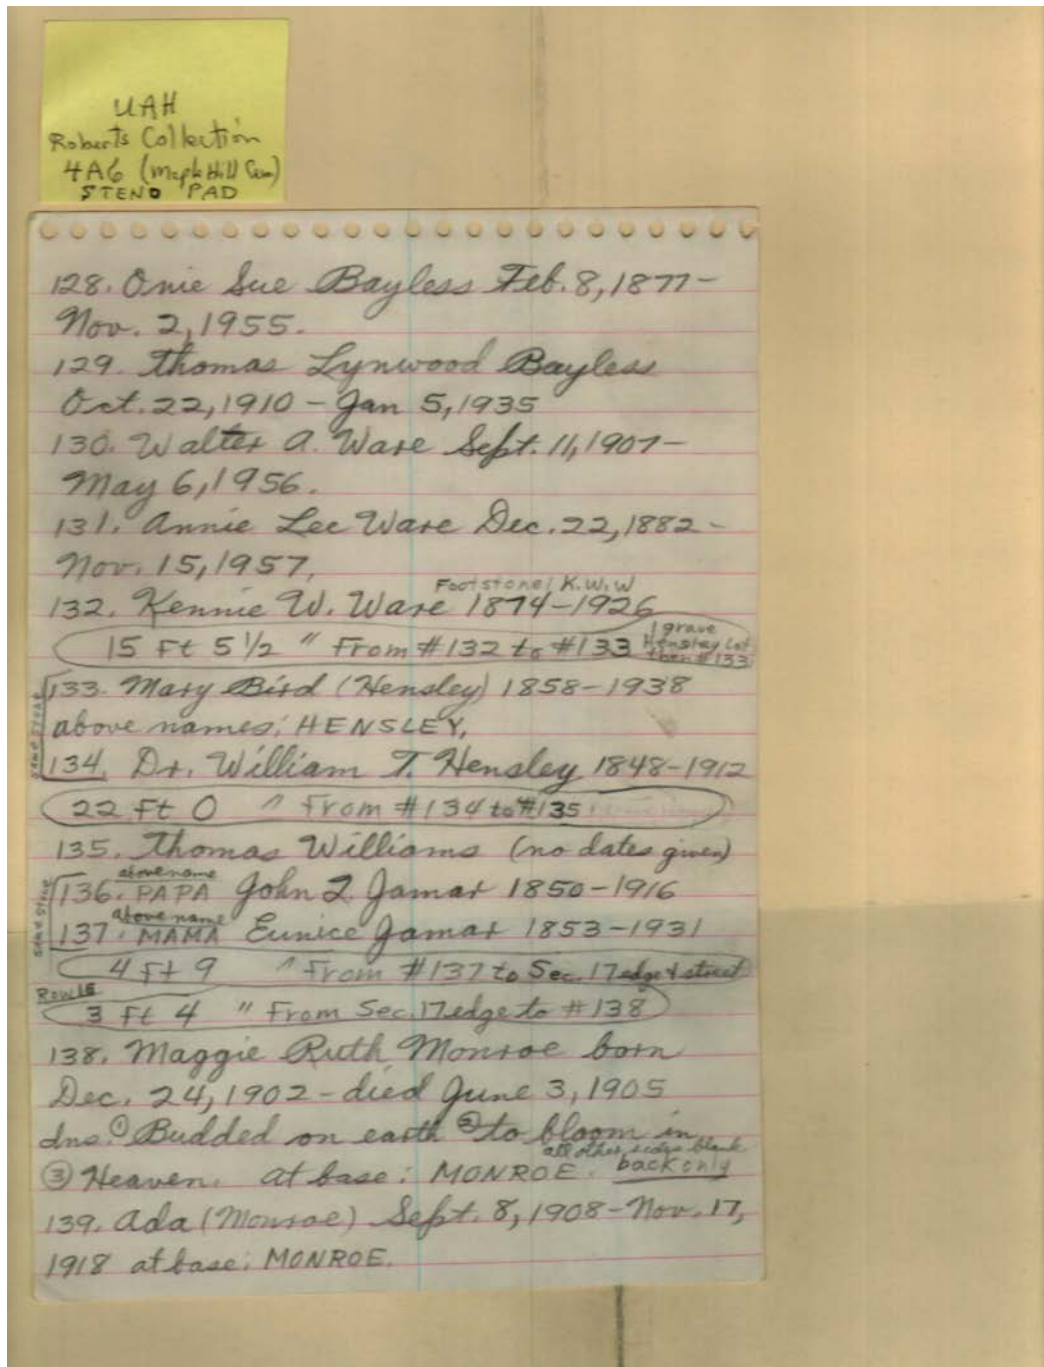 UAH
Roberts Collection
4A6 (Maple Hill Cem)
STENO PAD
128. Onie Sue Bayless Feb. 8, 1877-
Nov. 2, 1955.
129. Thomas Lynwood Bayless
Oct. 22, 1910 - Jan 5, 1935
130. Walter A. Ware Sept. 11, 1907-
May 6, 1956.
131. Annie Lee Ware Dec. 22, 1882-
Nov. 15, 1957,
Footstone: K.W.W
132. Kennie W. Ware 1874-1926
15 Ft 5 1/2 " From #132 to #133 1 grave Hensley Lot then #133
same stone
133. Mary Bird (Hensley) 1858-1938
above names: HENSLEY,
134. Dr. William T. Hensley 1848-1912
22 Ft 0 " From #134 to #135
135. Thomas Williams (no dates given)
above name
same stone
136. PAPA John L. Jamar 1850-1916
above name
137. MAMA Eunice Jamar 1853-1931
4 Ft 9 " From #137 to Sec. 17 edge & street
Row 16
3 Ft 4 " From Sec. 17 edge to #138
138. Maggie Ruth Monroe born
Dec. 24, 1902 - died June 3, 1905
Ins. ① Budded on earth ② to bloom in
all other sides blank
③ Heaven. at base: MONROE. back only
139. Ada (Monroe) Sept. 8, 1908-Nov. 17,
1918 at base: MONROE.